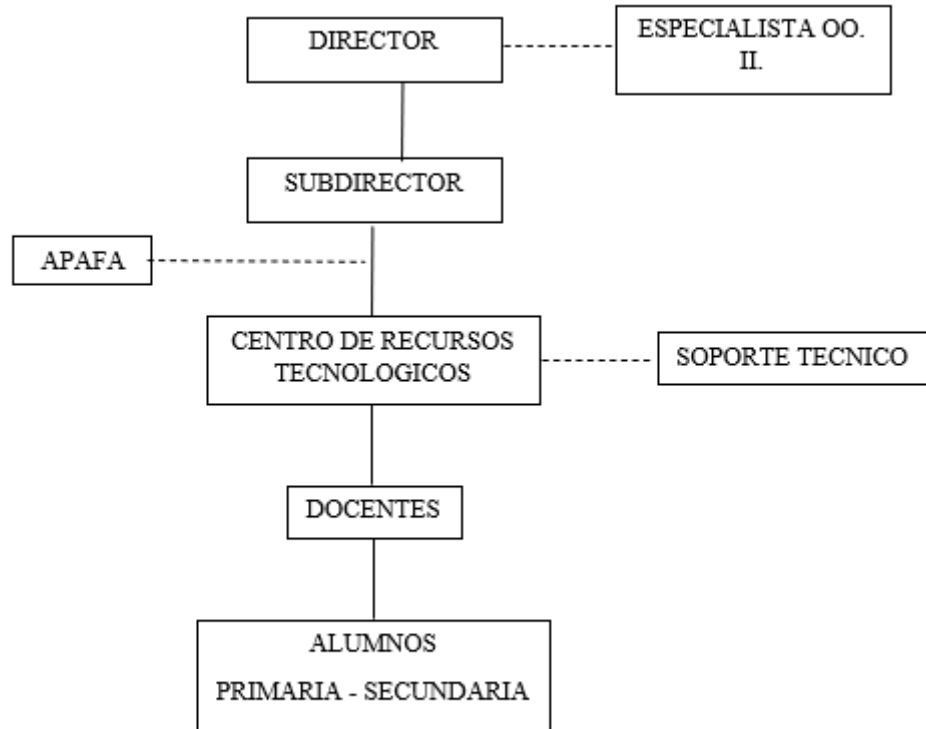 DIRECTOR
ESPECIALISTA OO.
II.
SUBDIRECTOR
APAFA
CENTRO DE RECURSOS
TECNOLOGICOS
SOPORTE TECNICO
DOCENTES
ALUMNOS
PRIMARIA - SECUNDARIA